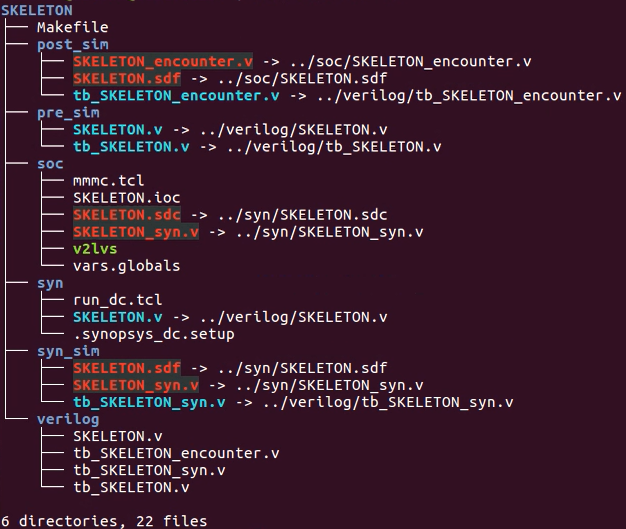 SKELETON
├── Makefile
├── post_sim
│   ├── SKELETON_encounter.v -> ../soc/SKELETON_encounter.v
│   ├── SKELETON.sdf -> ../soc/SKELETON.sdf
│   └── tb_SKELETON_encounter.v -> ../verilog/tb_SKELETON_encounter.v
├── pre_sim
│   ├── SKELETON.v -> ../verilog/SKELETON.v
│   └── tb_SKELETON.v -> ../verilog/tb_SKELETON.v
├── soc
│   ├── mmmc.tcl
│   ├── SKELETON.ioc
│   ├── SKELETON.sdc -> ../syn/SKELETON.sdc
│   ├── SKELETON_syn.v -> ../syn/SKELETON_syn.v
│   ├── v2lvs
│   └── vars.globals
├── syn
│   ├── run_dc.tcl
│   ├── SKELETON.v -> ../verilog/SKELETON.v
│   └── .synopsys_dc.setup
├── syn_sim
│   ├── SKELETON.sdf -> ../syn/SKELETON.sdf
│   ├── SKELETON_syn.v -> ../syn/SKELETON_syn.v
│   └── tb_SKELETON_syn.v -> ../verilog/tb_SKELETON_syn.v
└── verilog
    ├── SKELETON.v
    ├── tb_SKELETON_encounter.v
    ├── tb_SKELETON_syn.v
    └── tb_SKELETON.v
6 directories, 22 files